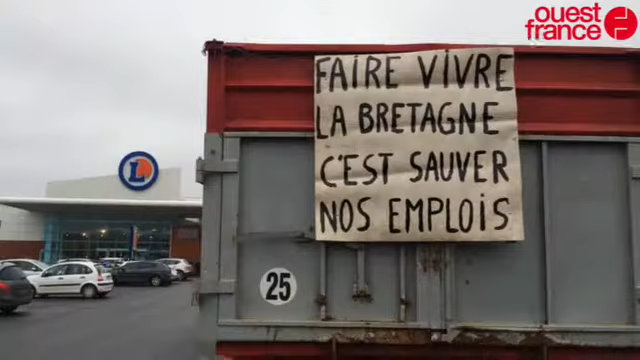 ouest
france
FAIRE VIVRE
LA BRETAGNE
C'EST SAUVER
NOS EMPLOIS
L
25